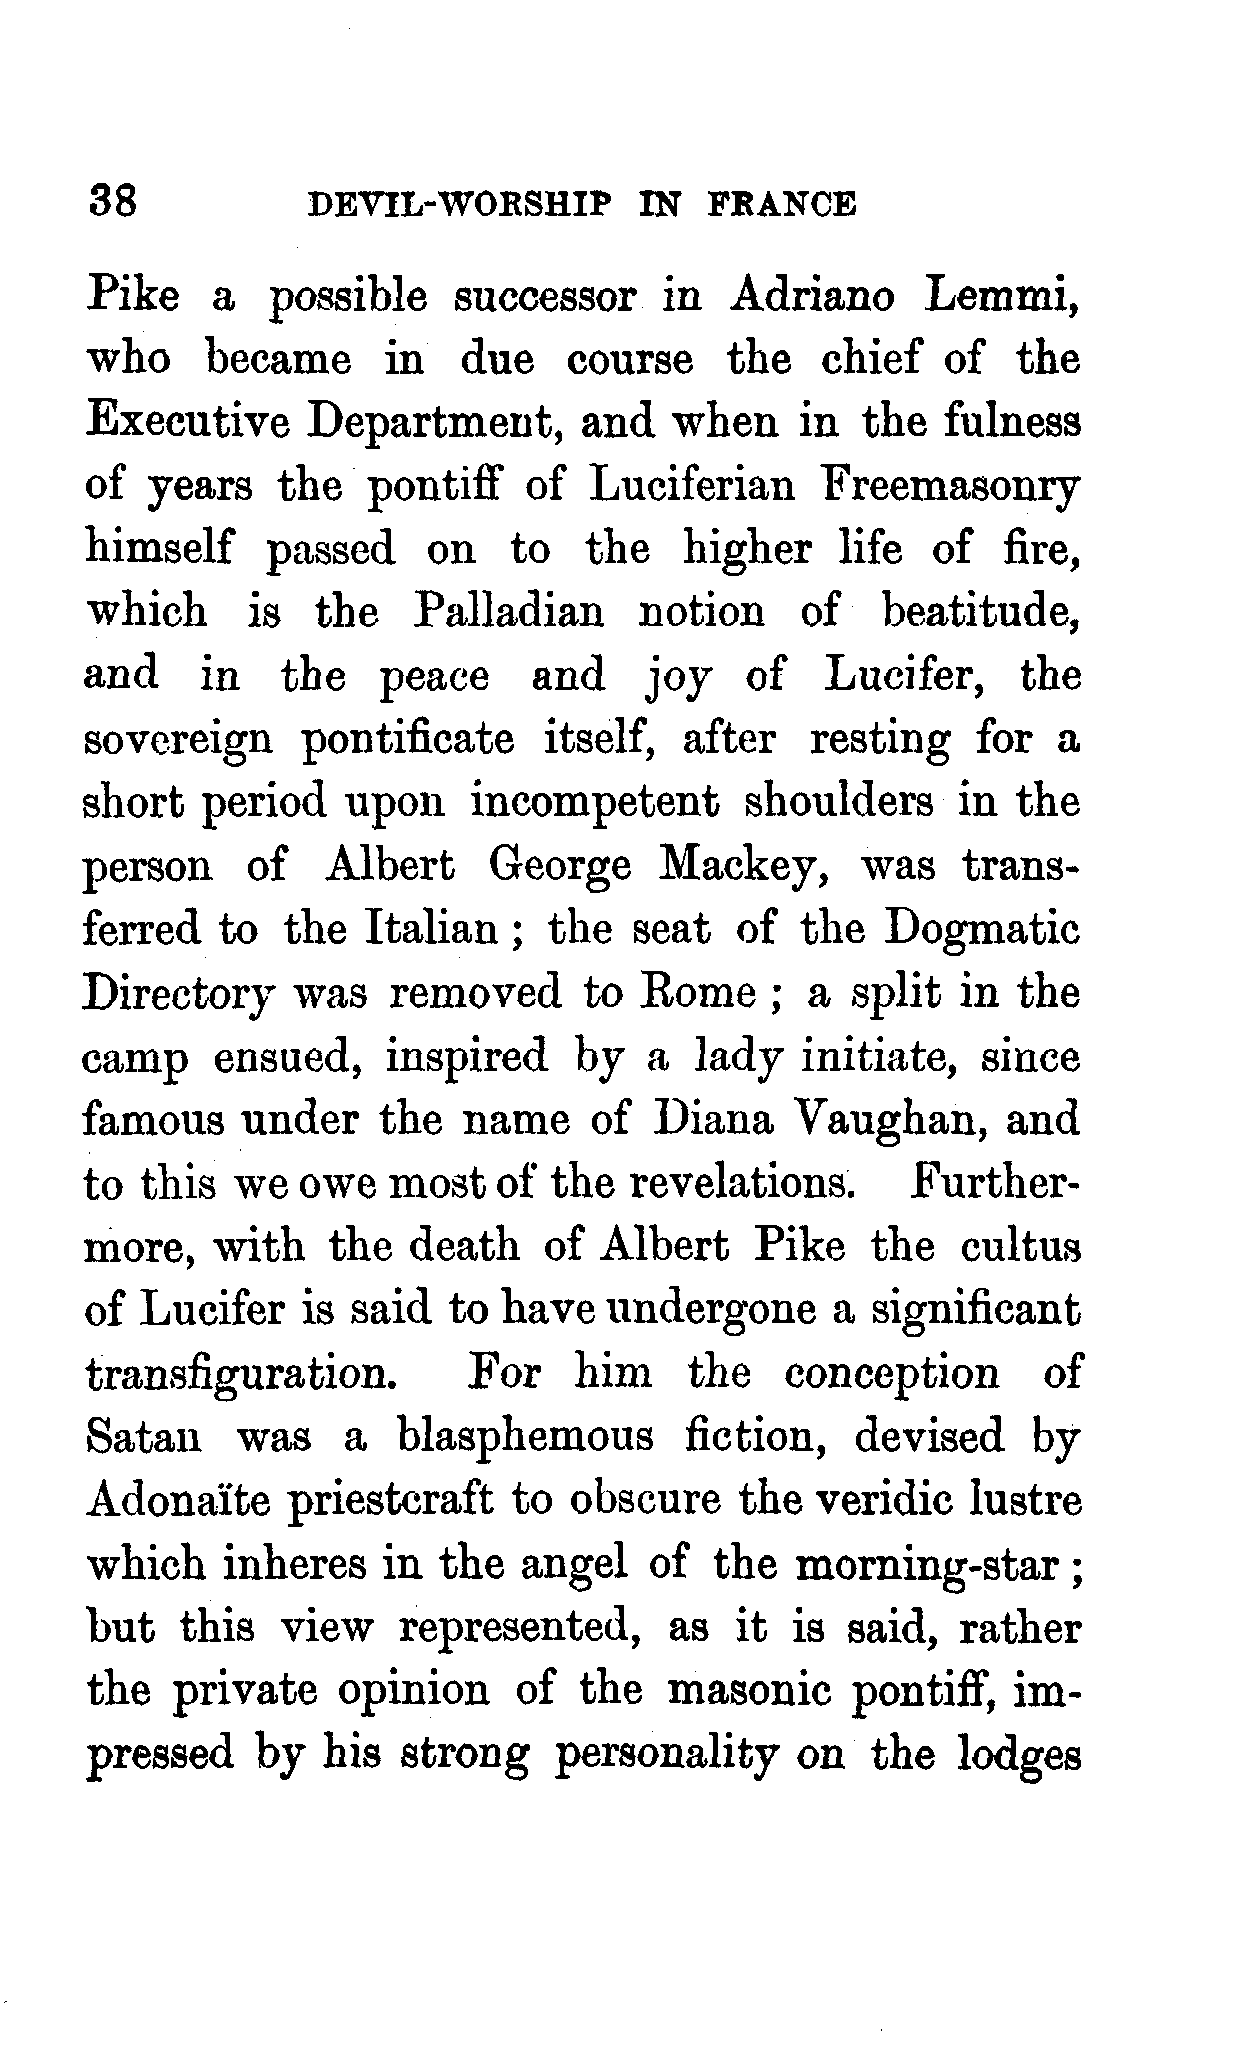 38 DEVIL-WORSHIP IN FRANCE
Pike a possible successor in Adriano Lemmi,
who became in due course the chief of the
Executive Department, and when in the fulness
of years the pontiff of Luciferian Freemasonry
himself passed on to the higher life of fire,
which is the Palladian notion of beatitude,
and in the peace and joy of Lucifer, the
sovereign pontificate itself, after resting for a
short period upon incompetent shoulders in the
person of Albert George Mackey, was trans-
ferred to the Italian ; the seat of the Dogmatic
Directory was removed to Rome ; a split in the
camp ensued, inspired by a lady initiate, since
famous under the name of Diana Vaughan, and
to this we owe most of the revelations. Further-
more, with the death of Albert Pike the cultus
of Lucifer is said to have undergone a significant
transfiguration. For him the conception of
Satan was a blasphemous fiction, devised by
Adonaïte priestcraft to obscure the veridic lustre
which inheres in the angel of the morning-star ;
but this view represented, as it is said, rather
the private opinion of the masonic pontiff, im-
pressed by his strong personality on the lodges